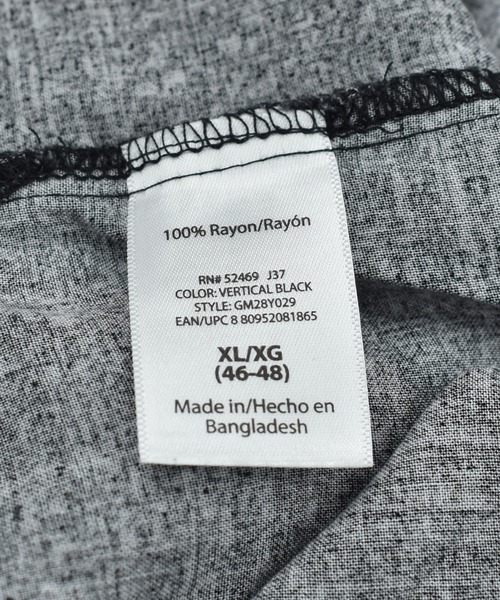 100% Rayon/Rayón
RN# 52469 J37
COLOR: VERTICAL BLACK
STYLE: GM28Y029
EAN/UPC 8 80952081865
XL/XG
(46-48)
Made in/Hecho en
Bangladesh